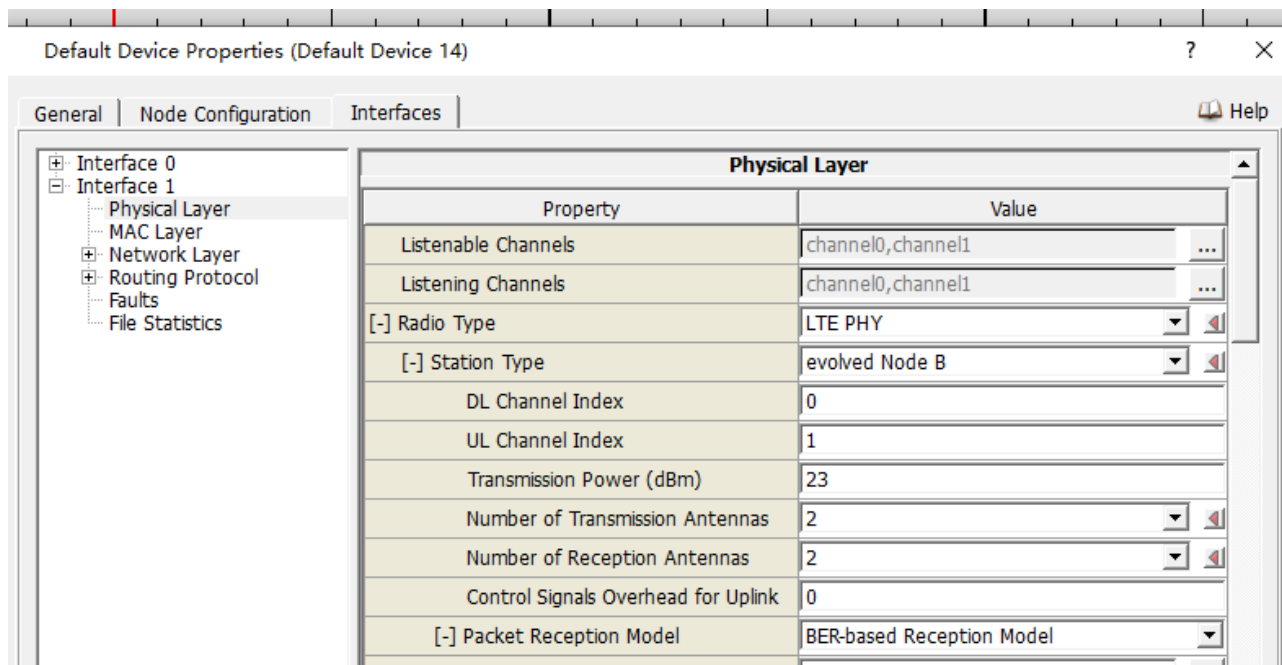 Default Device Properties (Default Device 14) ? ×
General Node Configuration Interfaces Help
Interface 0
Interface 1
Physical Layer
MAC Layer
Network Layer
Routing Protocol
Faults
File Statistics
Physical Layer
Property Value
Listenable Channels channel0,channel1 ...
Listening Channels channel0,channel1 ...
[-] Radio Type LTE PHY
[-] Station Type evolved Node B
DL Channel Index 0
UL Channel Index 1
Transmission Power (dBm) 23
Number of Transmission Antennas 2
Number of Reception Antennas 2
Control Signals Overhead for Uplink 0
[-] Packet Reception Model BER-based Reception Model